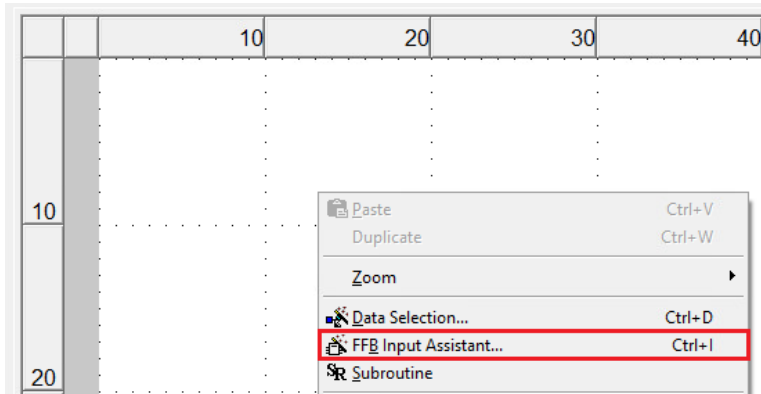 10 20 30 40
10
Paste Ctrl+V
Duplicate Ctrl+W
Zoom
Data Selection... Ctrl+D
FFB Input Assistant... Ctrl+I
20
SR Subroutine